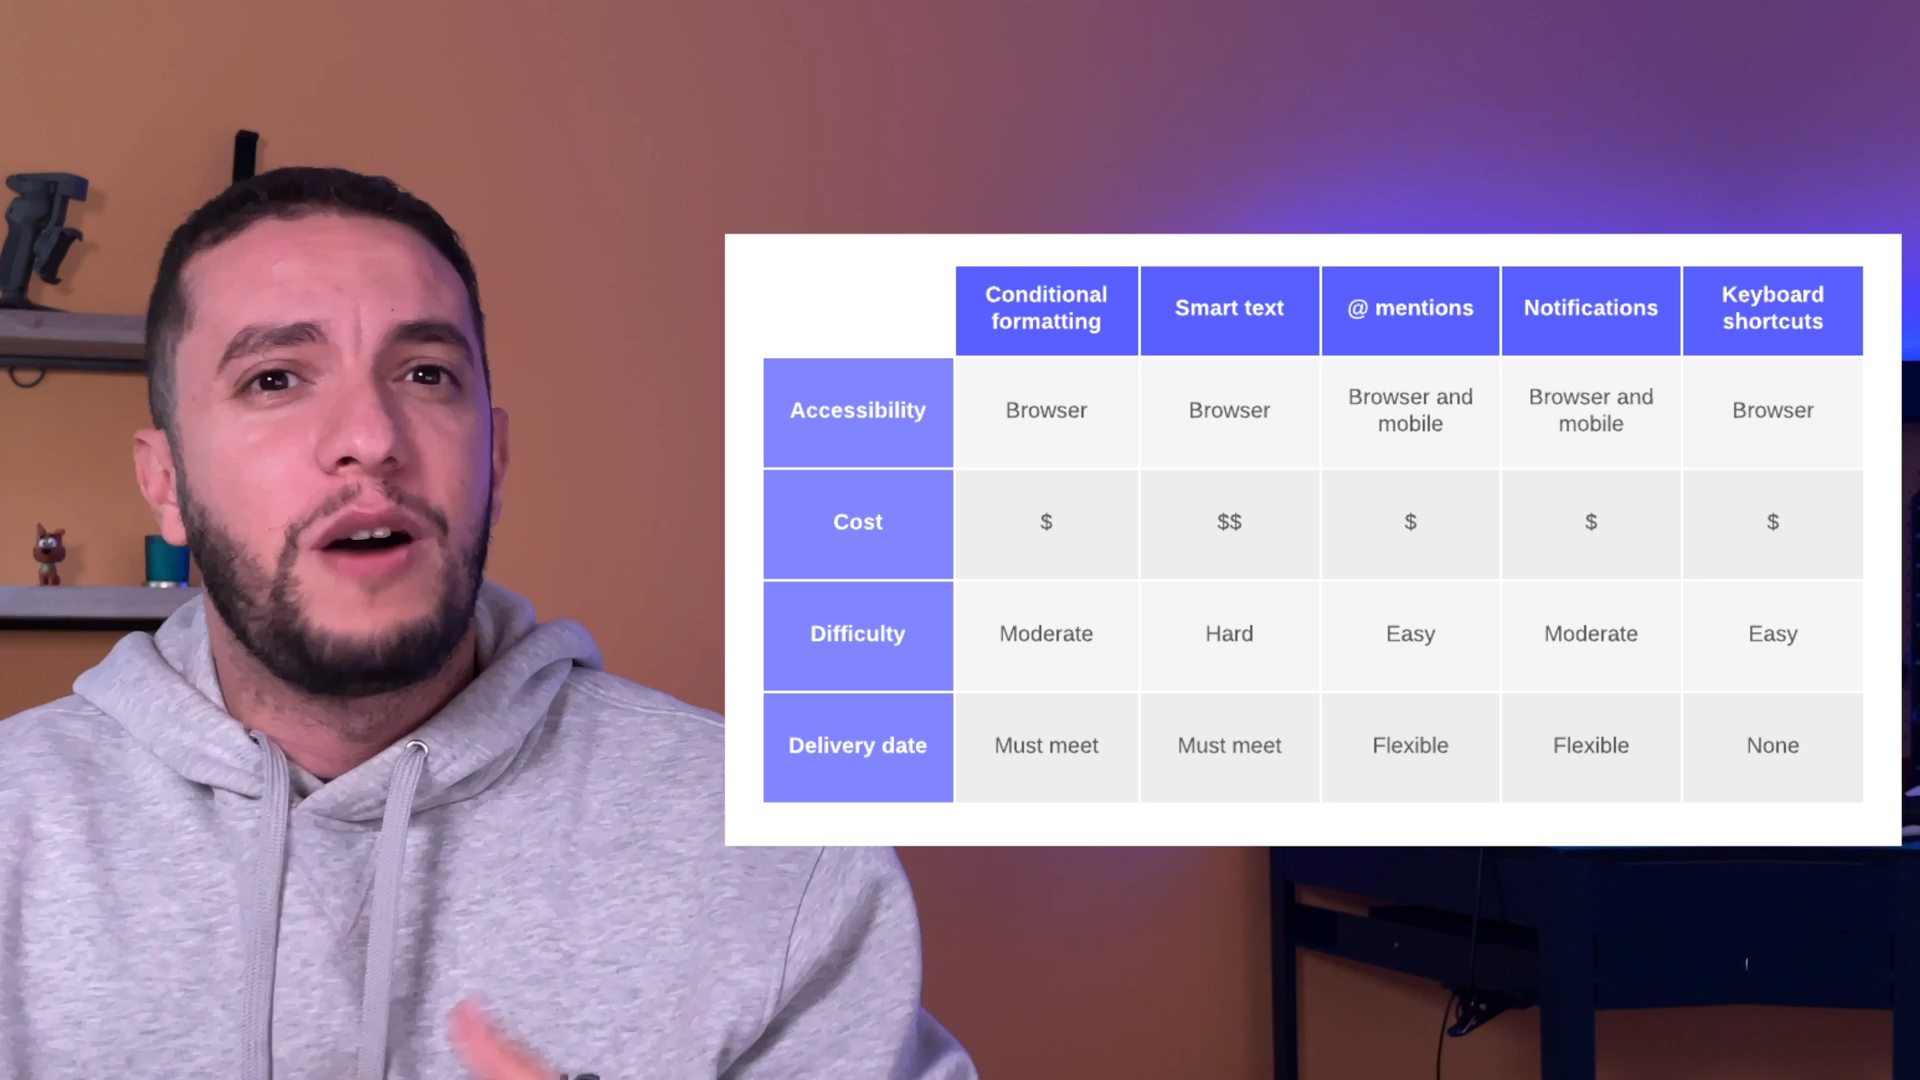 Conditional
formatting
Smart text
@ mentions
Notifications
Keyboard
shortcuts
Accessibility
Browser
Browser
Browser and
mobile
Browser and
mobile
Browser
Cost
$
$$
$
$
$
Difficulty
Moderate
Hard
Easy
Moderate
Easy
Delivery date
Must meet
Must meet
Flexible
Flexible
None